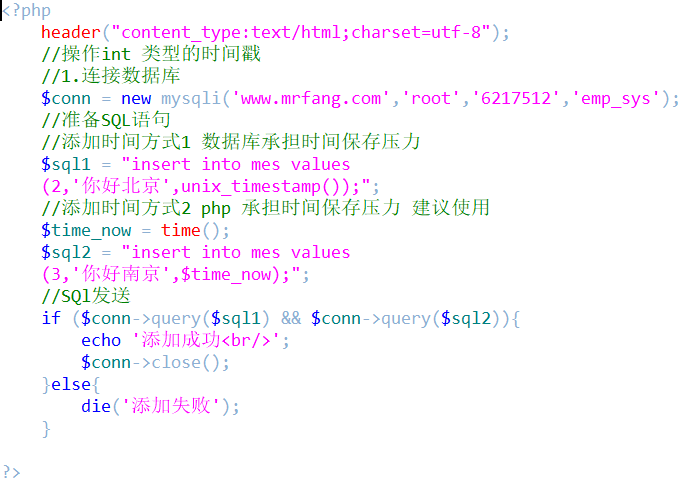 <?php
header("content_type:text/html;charset=utf-8");
//操作int 类型的时间戳
//1.连接数据库
$conn = new mysqli('www.mrfang.com','root','6217512','emp_sys');
//准备SQL语句
//添加时间方式1 数据库承担时间保存压力
$sql1 = "insert into mes values
(2,'你好北京',unix_timestamp());";
//添加时间方式2 php 承担时间保存压力 建议使用
$time_now = time();
$sql2 = "insert into mes values
(3,'你好南京',$time_now);";
//SQl发送
if ($conn->query($sql1) && $conn->query($sql2)){
echo '添加成功<br/>';
$conn->close();
}else{
die('添加失败');
}
?>